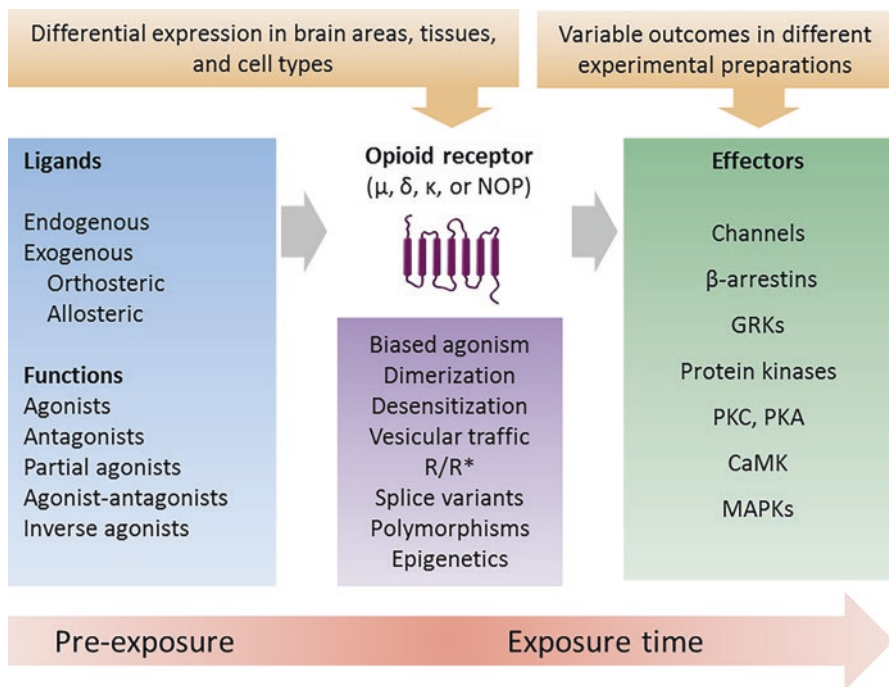 Differential expression in brain areas, tissues,
and cell types
Variable outcomes in different
experimental preparations
Ligands
Endogenous
Exogenous
Orthosteric
Allosteric
Functions
Agonists
Antagonists
Partial agonists
Agonist-antagonists
Inverse agonists
Opioid receptor
(μ, δ, κ, or NOP)
Biased agonism
Dimerization
Desensitization
Vesicular traffic
R/R*
Splice variants
Polymorphisms
Epigenetics
Effectors
Channels
β-arrestins
GRKs
Protein kinases
PKC, PKA
CaMK
MAPKs
Pre-exposure
Exposure time